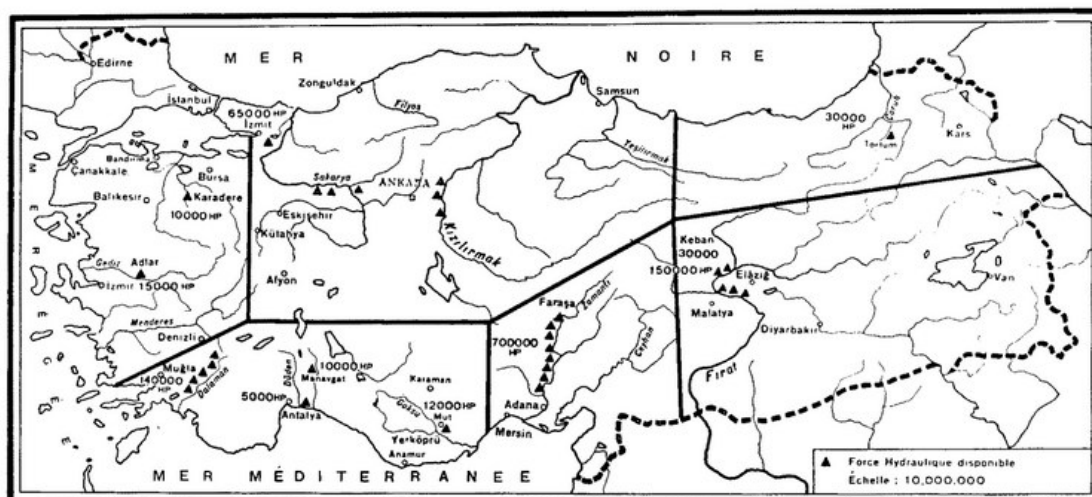 MER NOIRE
Edirne
İstanbul
65000 HP
İzmit
Zonguldak
Filyos
Samsun
30000
HP
Çoruh
Tortum
Kars
Yeşilırmak
Çanakkale
Bandırma
Bursa
Balıkesir
Karadere
10000 HP
Sakarya
ANKARA
Eskişehir
Kütahya
Kızılırmak
Afyon
Gediz
Adlar
İzmir 15000 HP
Menderes
Denizli
Keban
30000
150000 HP
Elâzığ
Malatya
Van
Diyarbakır
Faraşa
Zamantı
700000
HP
Ceyhan
Fırat
Muğla
140000
HP
Dalaman
Düden
10000 HP
Manavgat
5000 HP
Antalya
Karaman
Göksu
12000 HP
Mut
Yerköprü
Anamur
Adana
Mersin
MER MÉDITERRANEE
▲ Force Hydraulique disponible
Échelle : 10,000.000